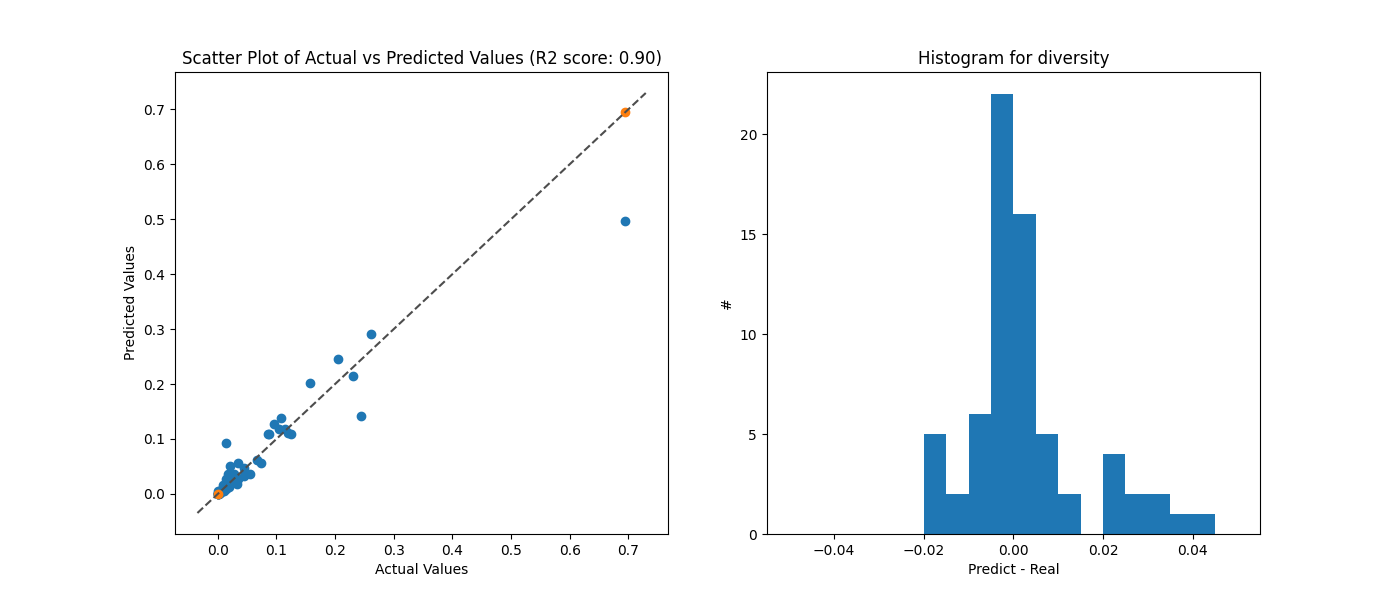 Scatter Plot of Actual vs Predicted Values (R2 score: 0.90)
0.7
0.6
0.5
0.4
0.3
0.2
0.1
0.0
Predicted Values
0.0 0.1 0.2 0.3 0.4 0.5 0.6 0.7
Actual Values
Histogram for diversity
20
15
10
5
0
#
−0.04 −0.02 0.00 0.02 0.04
Predict - Real